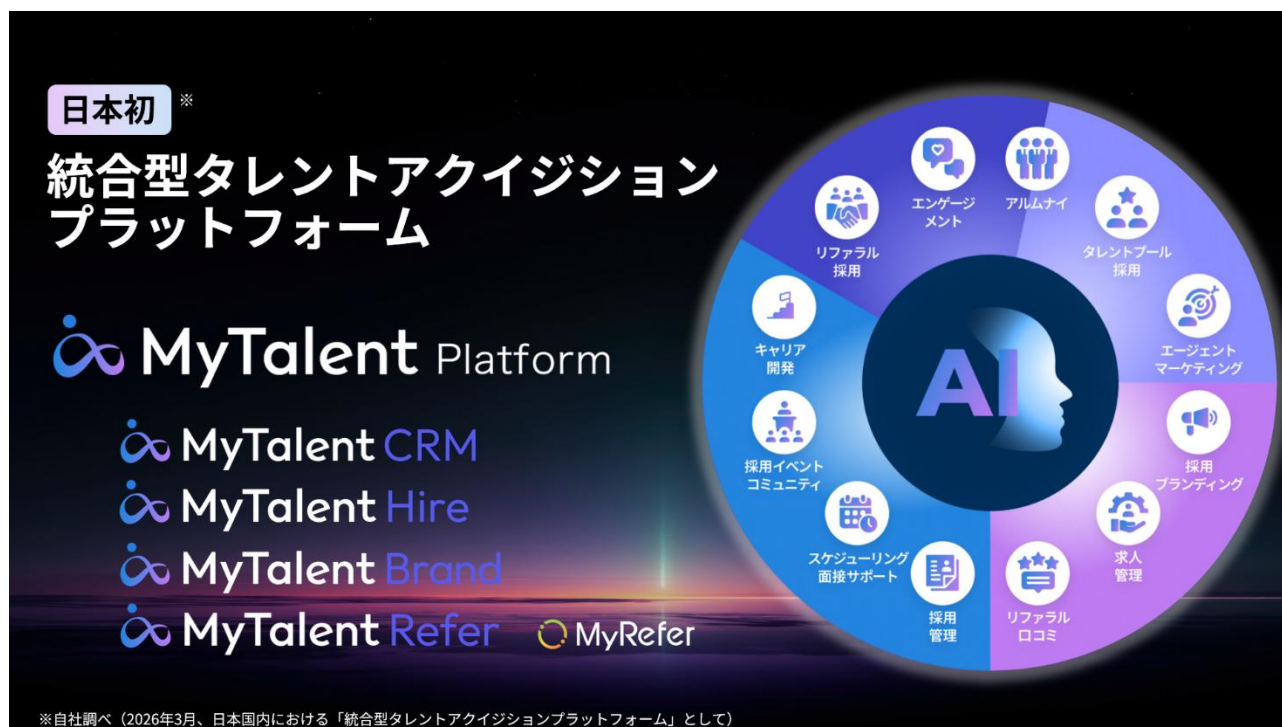 日本初 ※
統合型タレントアクイジション
プラットフォーム
MyTalent Platform
MyTalent CRM
MyTalent Hire
MyTalent Brand
MyTalent Refer MyRefer
※自社調べ（2026年3月、日本国内における「統合型タレントアクイジションプラットフォーム」として）
AI
エンゲージ
メント
アルムナイ
タレントプール
採用
エージェント
マーケティング
採用
ブランディング
求人
管理
リファラル
口コミ
採用
管理
スケジューリング
面接サポート
採用イベント
コミュニティ
キャリア
開発
リファラル
採用